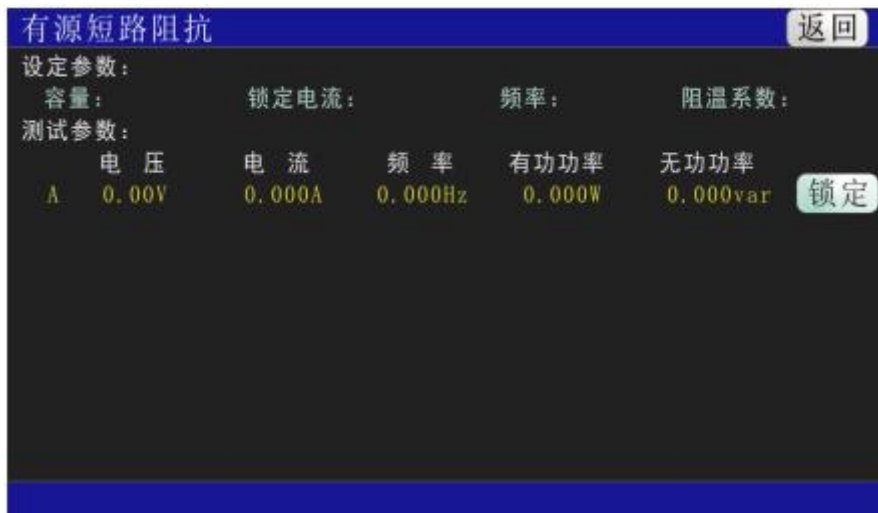 有源短路阻抗 返回
设定参数:
容量: 锁定电流: 频率: 阻温系数:
测试参数:
电 压 电 流 频 率 有功功率 无功功率
A 0.00V 0.000A 0.000Hz 0.000W 0.000var 锁定